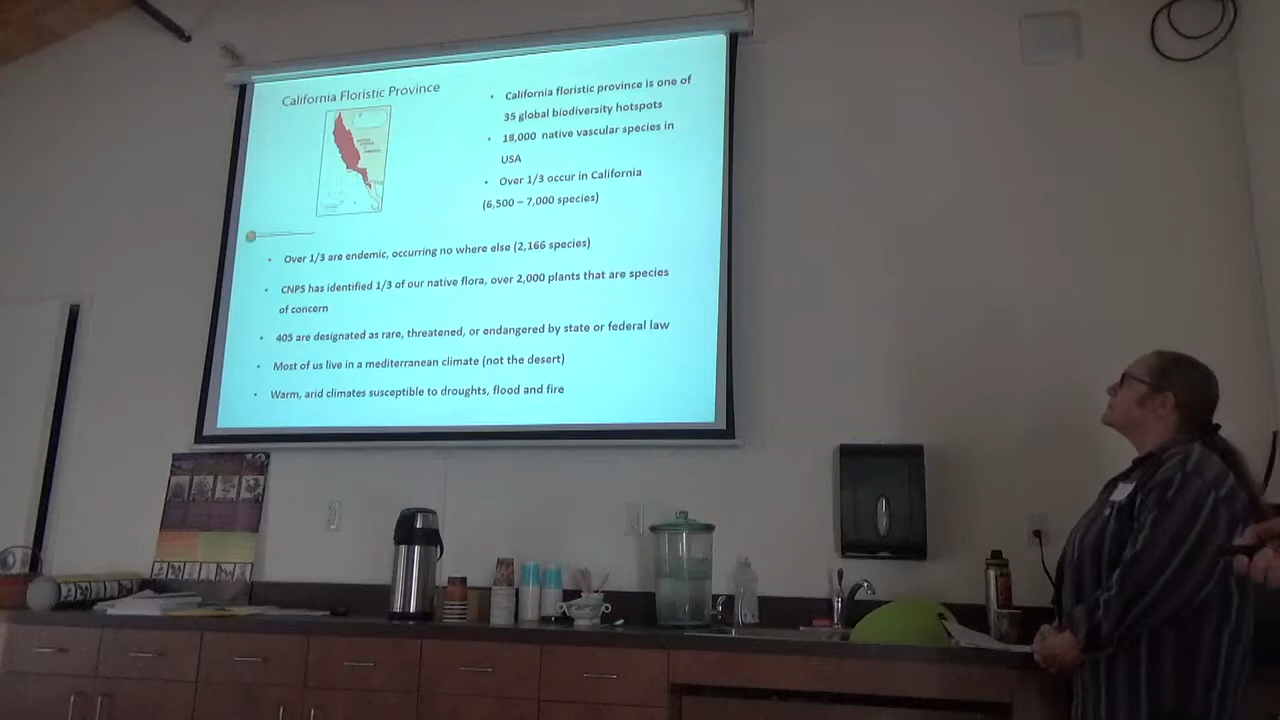 California Floristic Province
• California floristic province is one of
35 global biodiversity hotspots
• 18,000 native vascular species in
USA
• Over 1/3 occur in California
(6,500 – 7,000 species)
• Over 1/3 are endemic, occurring no where else (2,166 species)
• CNPS has identified 1/3 of our native flora, over 2,000 plants that are species
of concern
• 405 are designated as rare, threatened, or endangered by state or federal law
• Most of us live in a mediterranean climate (not the desert)
• Warm, arid climates susceptible to droughts, flood and fire